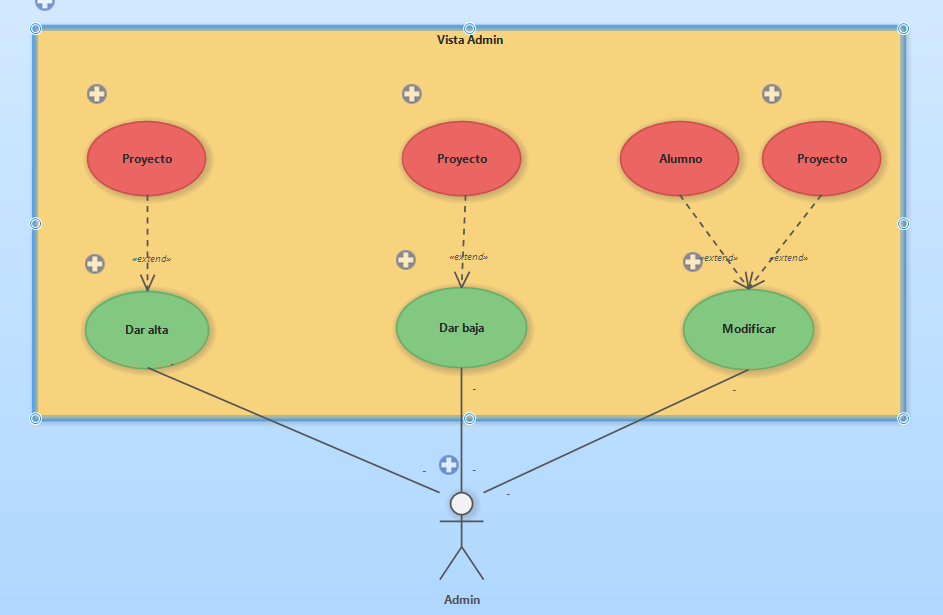 Vista Admin
Proyecto
Proyecto
Alumno
Proyecto
«extend»
«extend»
«extend»
«extend»
Dar alta
Dar baja
Modificar
-
-
-
-
-
-
Admin